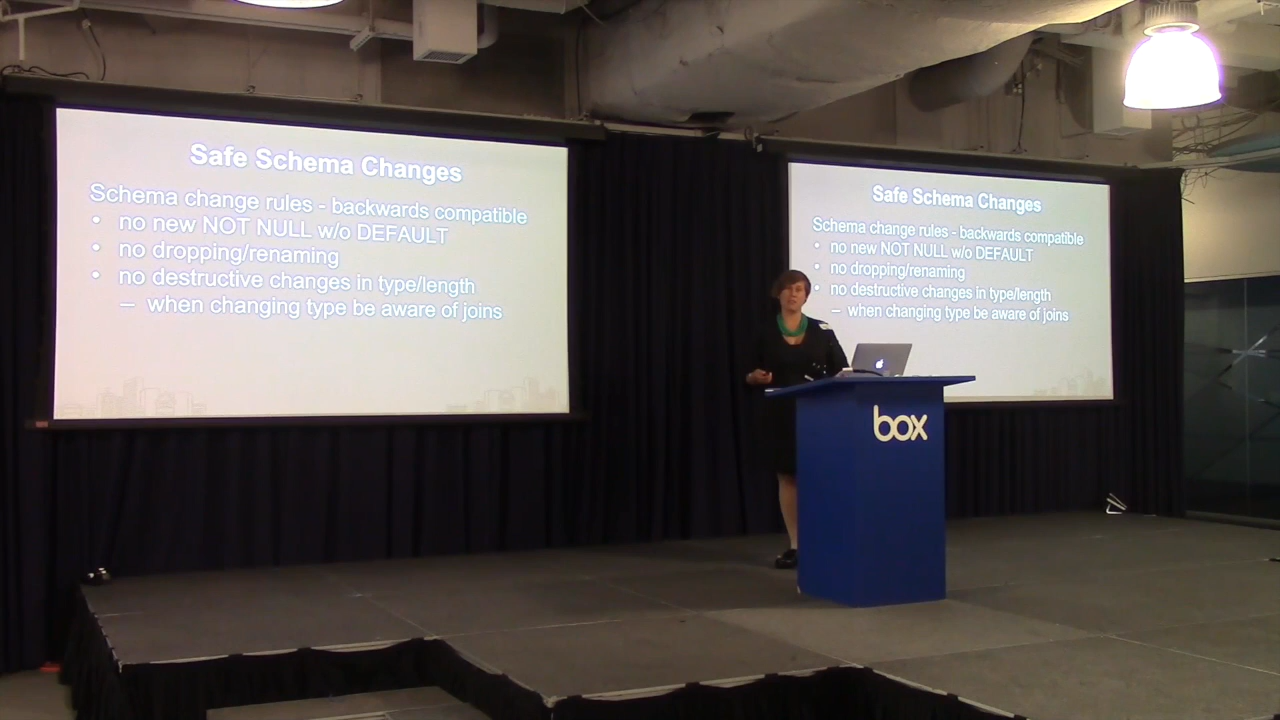 Safe Schema Changes
Schema change rules - backwards compatible
• no new NOT NULL w/o DEFAULT
• no dropping/renaming
• no destructive changes in type/length
– when changing type be aware of joins
Safe Schema Changes
Schema change rules - backwards compatible
• no new NOT NULL w/o DEFAULT
• no dropping/renaming
• no destructive changes in type/length
– when changing type be aware of joins
box